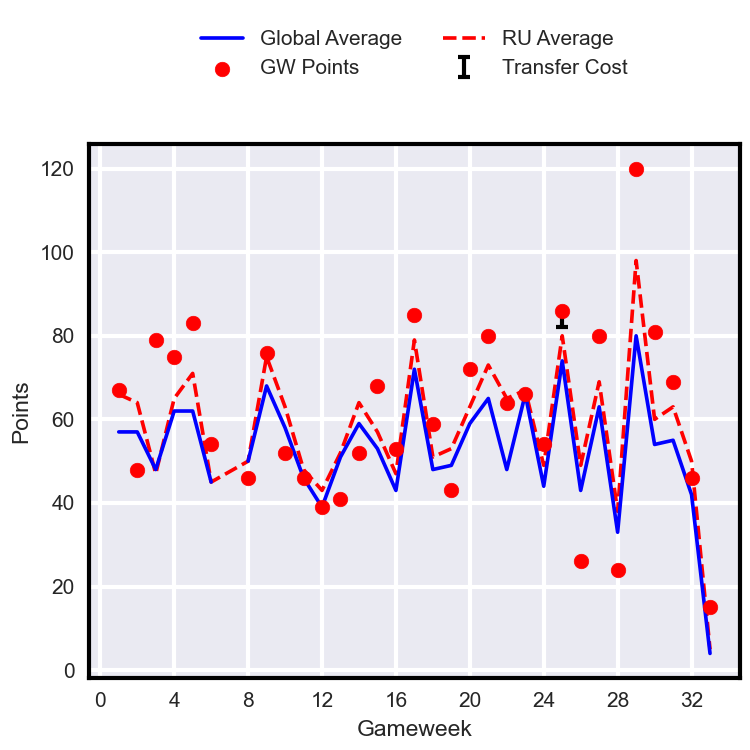 Global Average
RU Average
GW Points
Transfer Cost
120
100
80
60
40
20
0
Points
0 4 8 12 16 20 24 28 32
Gameweek